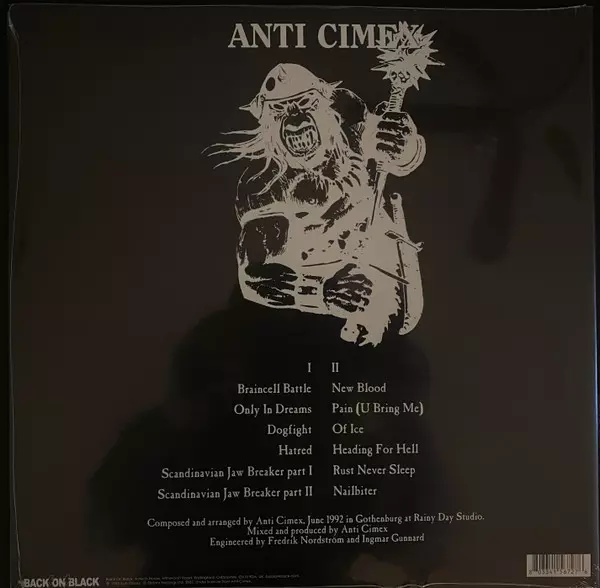 ANTI CIMEX
I II
Braincell Battle New Blood
Only In Dreams Pain (U Bring Me)
Dogfight Of Ice
Hatred Heading For Hell
Scandinavian Jaw Breaker part I Rust Never Sleep
Scandinavian Jaw Breaker part II Nailbiter
Composed and arranged by Anti Cimex, June 1992 in Gothenburg at Rainy Day Studio.
Mixed and produced by Anti Cimex
Engineered by Fredrik Nordström and Ingmar Gunnard
BACK ON BLACK